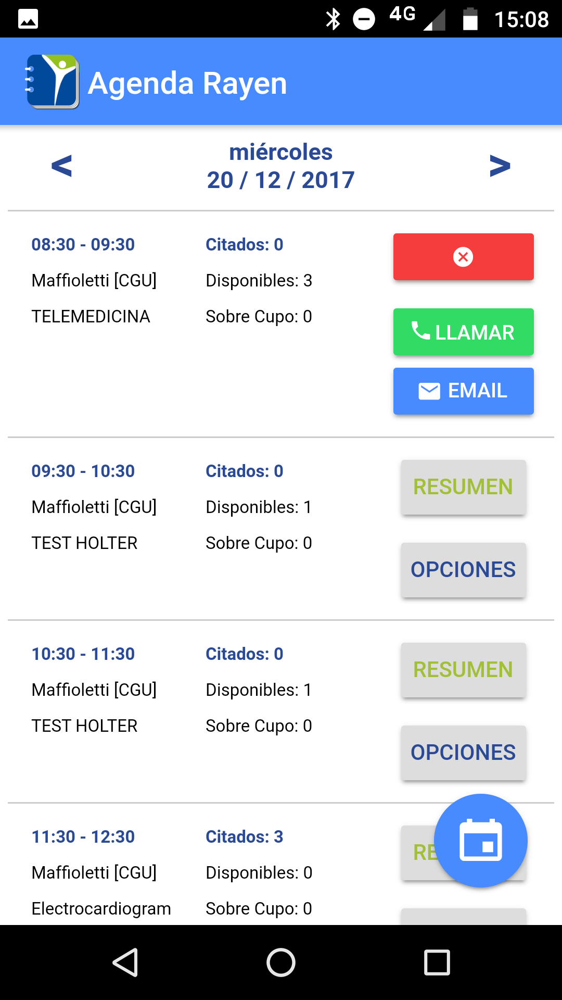 4G 15:08
Agenda Rayen
< miércoles >
20 / 12 / 2017
08:30 - 09:30 Citados: 0
Maffioletti [CGU] Disponibles: 3
TELEMEDICINA Sobre Cupo: 0
LLAMAR
EMAIL
09:30 - 10:30 Citados: 0 RESUMEN
Maffioletti [CGU] Disponibles: 1
TEST HOLTER Sobre Cupo: 0
OPCIONES
10:30 - 11:30 Citados: 0 RESUMEN
Maffioletti [CGU] Disponibles: 1
TEST HOLTER Sobre Cupo: 0
OPCIONES
11:30 - 12:30 Citados: 3 RE
Maffioletti [CGU] Disponibles: 0
Electrocardiogram Sobre Cupo: 0